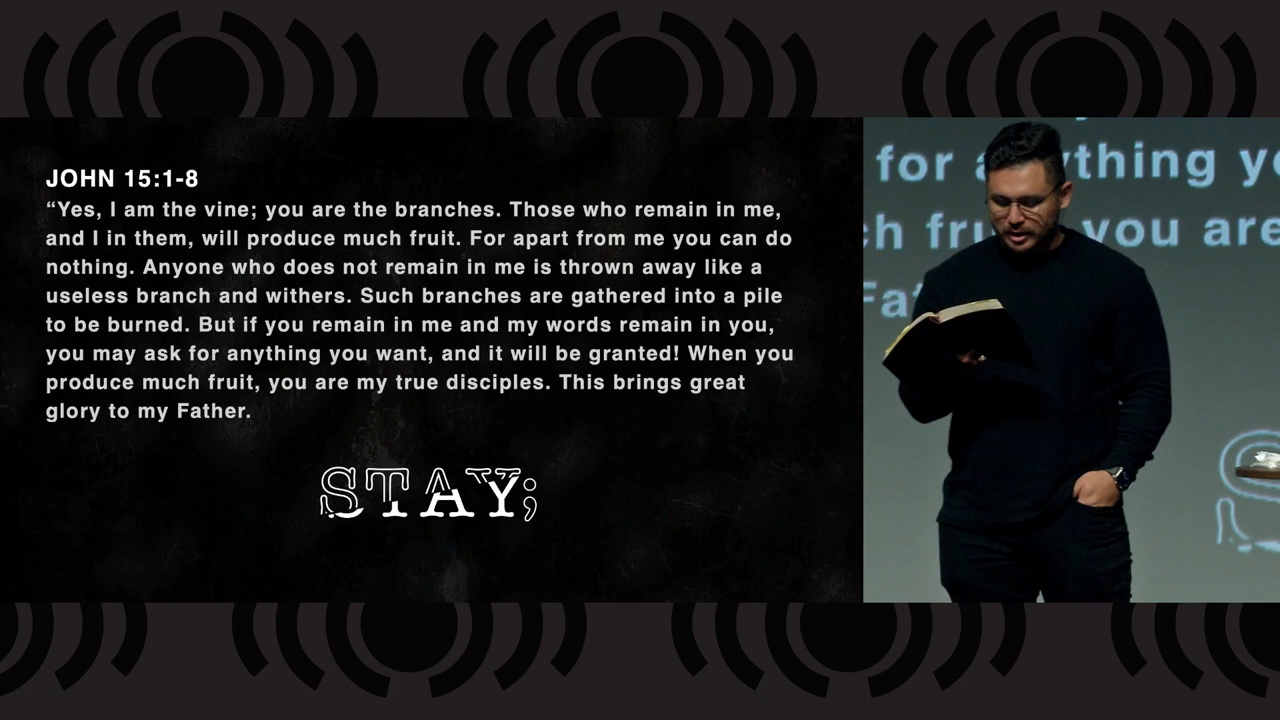 JOHN 15:1-8
“Yes, I am the vine; you are the branches. Those who remain in me,
and I in them, will produce much fruit. For apart from me you can do
nothing. Anyone who does not remain in me is thrown away like a
useless branch and withers. Such branches are gathered into a pile
to be burned. But if you remain in me and my words remain in you,
you may ask for anything you want, and it will be granted! When you
produce much fruit, you are my true disciples. This brings great
glory to my Father.
STAY;
for
you are